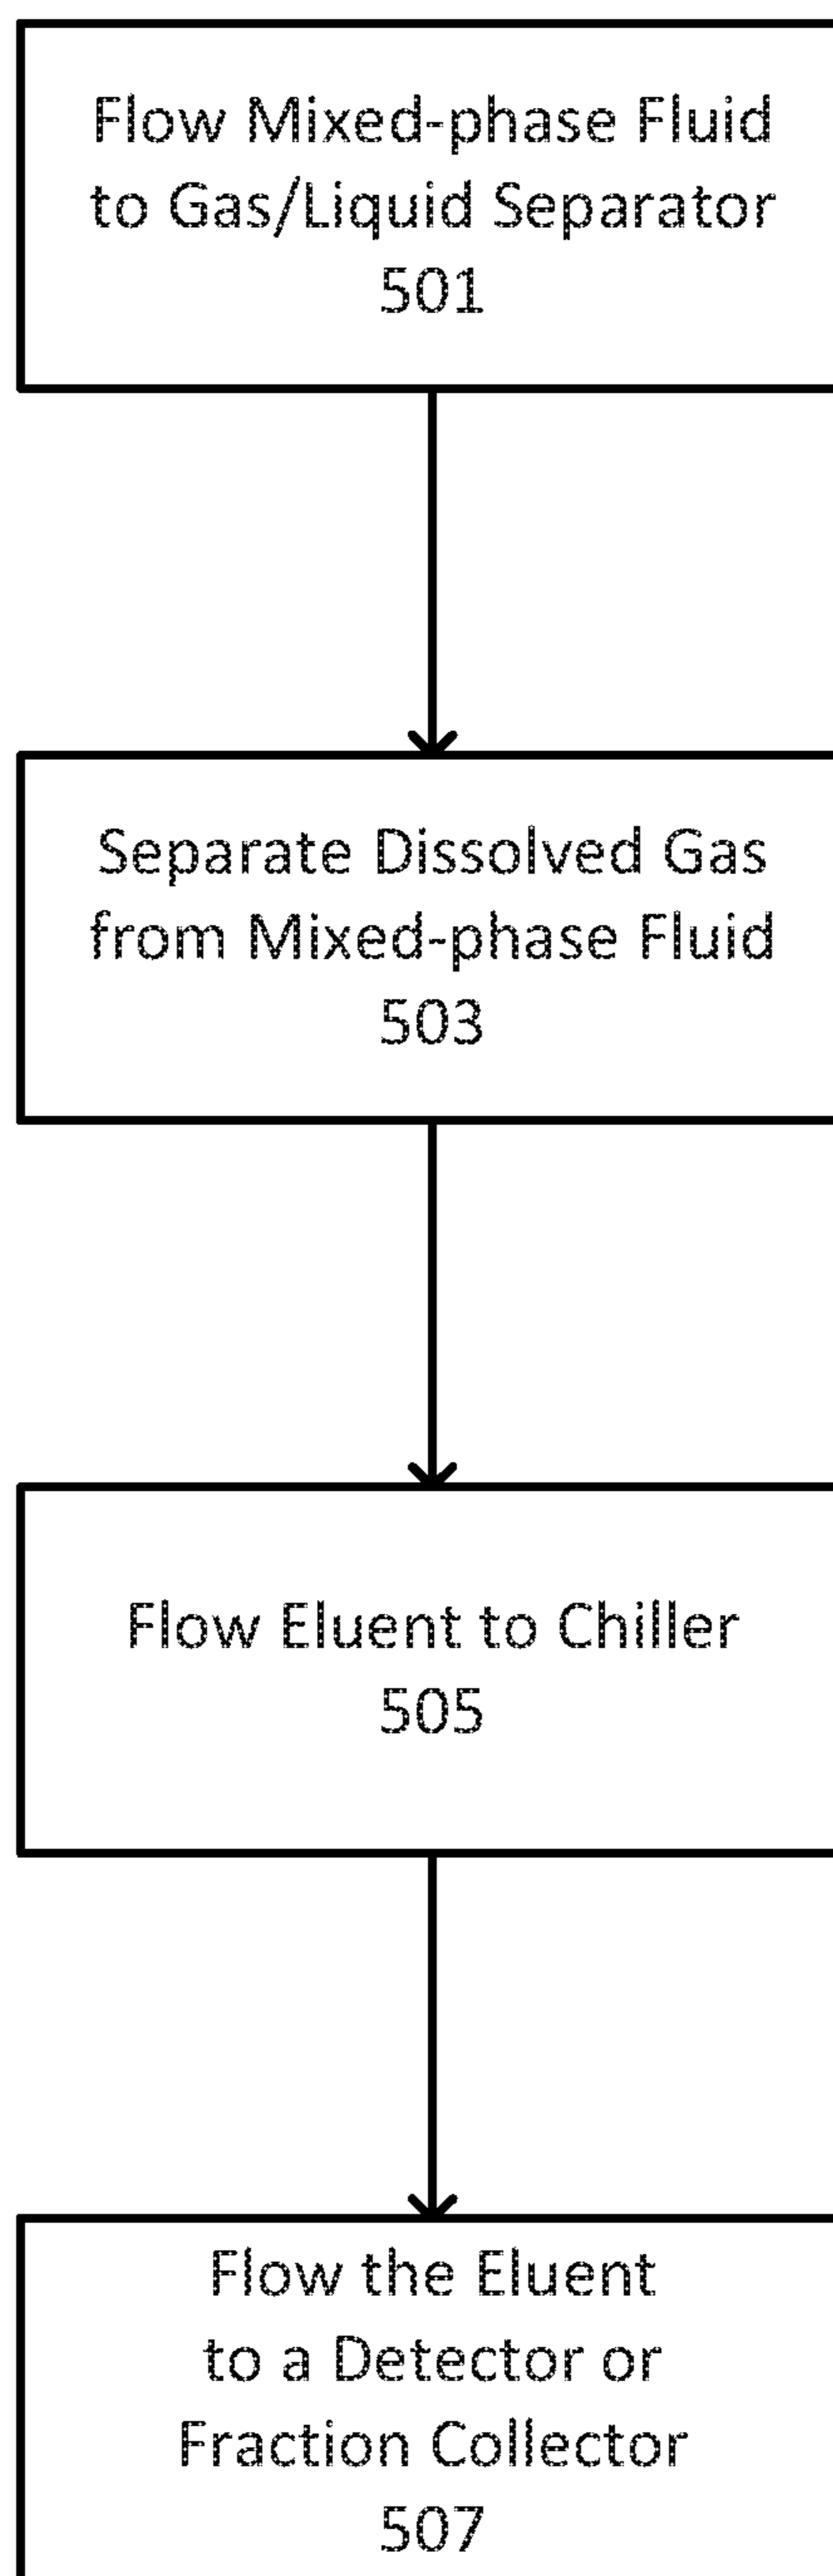 Flow Mixed-phase Fluid
to Gas/Liquid Separator
501
Separate Dissolved Gas
from Mixed-phase Fluid
503
Flow Eluent to Chiller
505
Flow the Eluent
to a Detector or
Fraction Collector
507